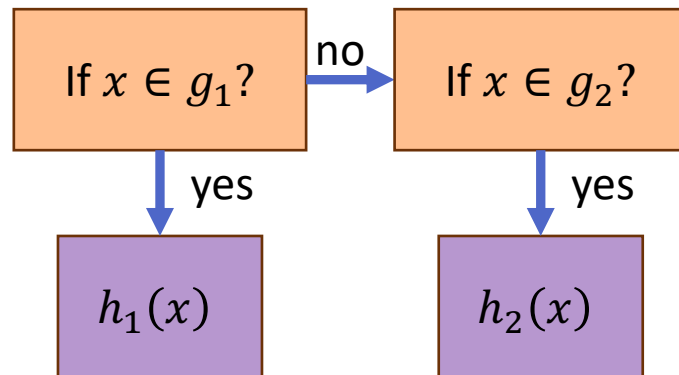 If x ∈ g₁?
no
If x ∈ g₂?
yes
yes
h₁(x)
h₂(x)